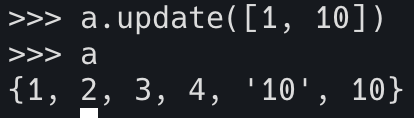 >>> a.update([1, 10])
>>> a
{1, 2, 3, 4, '10', 10}